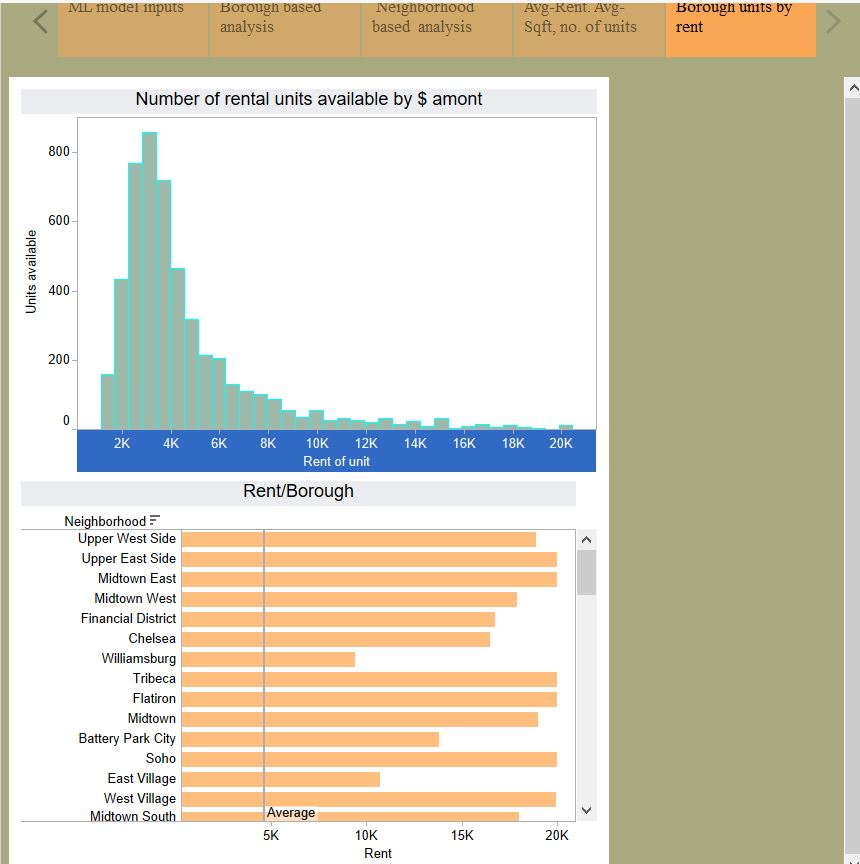 ML model inputs
Borough based
analysis
Neighborhood
based analysis
Avg-Rent. Avg-
Sqft, no. of units
Borough units by
rent
Number of rental units available by $ amont
Units available
800
600
400
200
0
2K 4K 6K 8K 10K 12K 14K 16K 18K 20K
Rent of unit
Rent/Borough
Neighborhood
Upper West Side
Upper East Side
Midtown East
Midtown West
Financial District
Chelsea
Williamsburg
Tribeca
Flatiron
Midtown
Battery Park City
Soho
East Village
West Village
Midtown South
Average
5K 10K 15K 20K
Rent